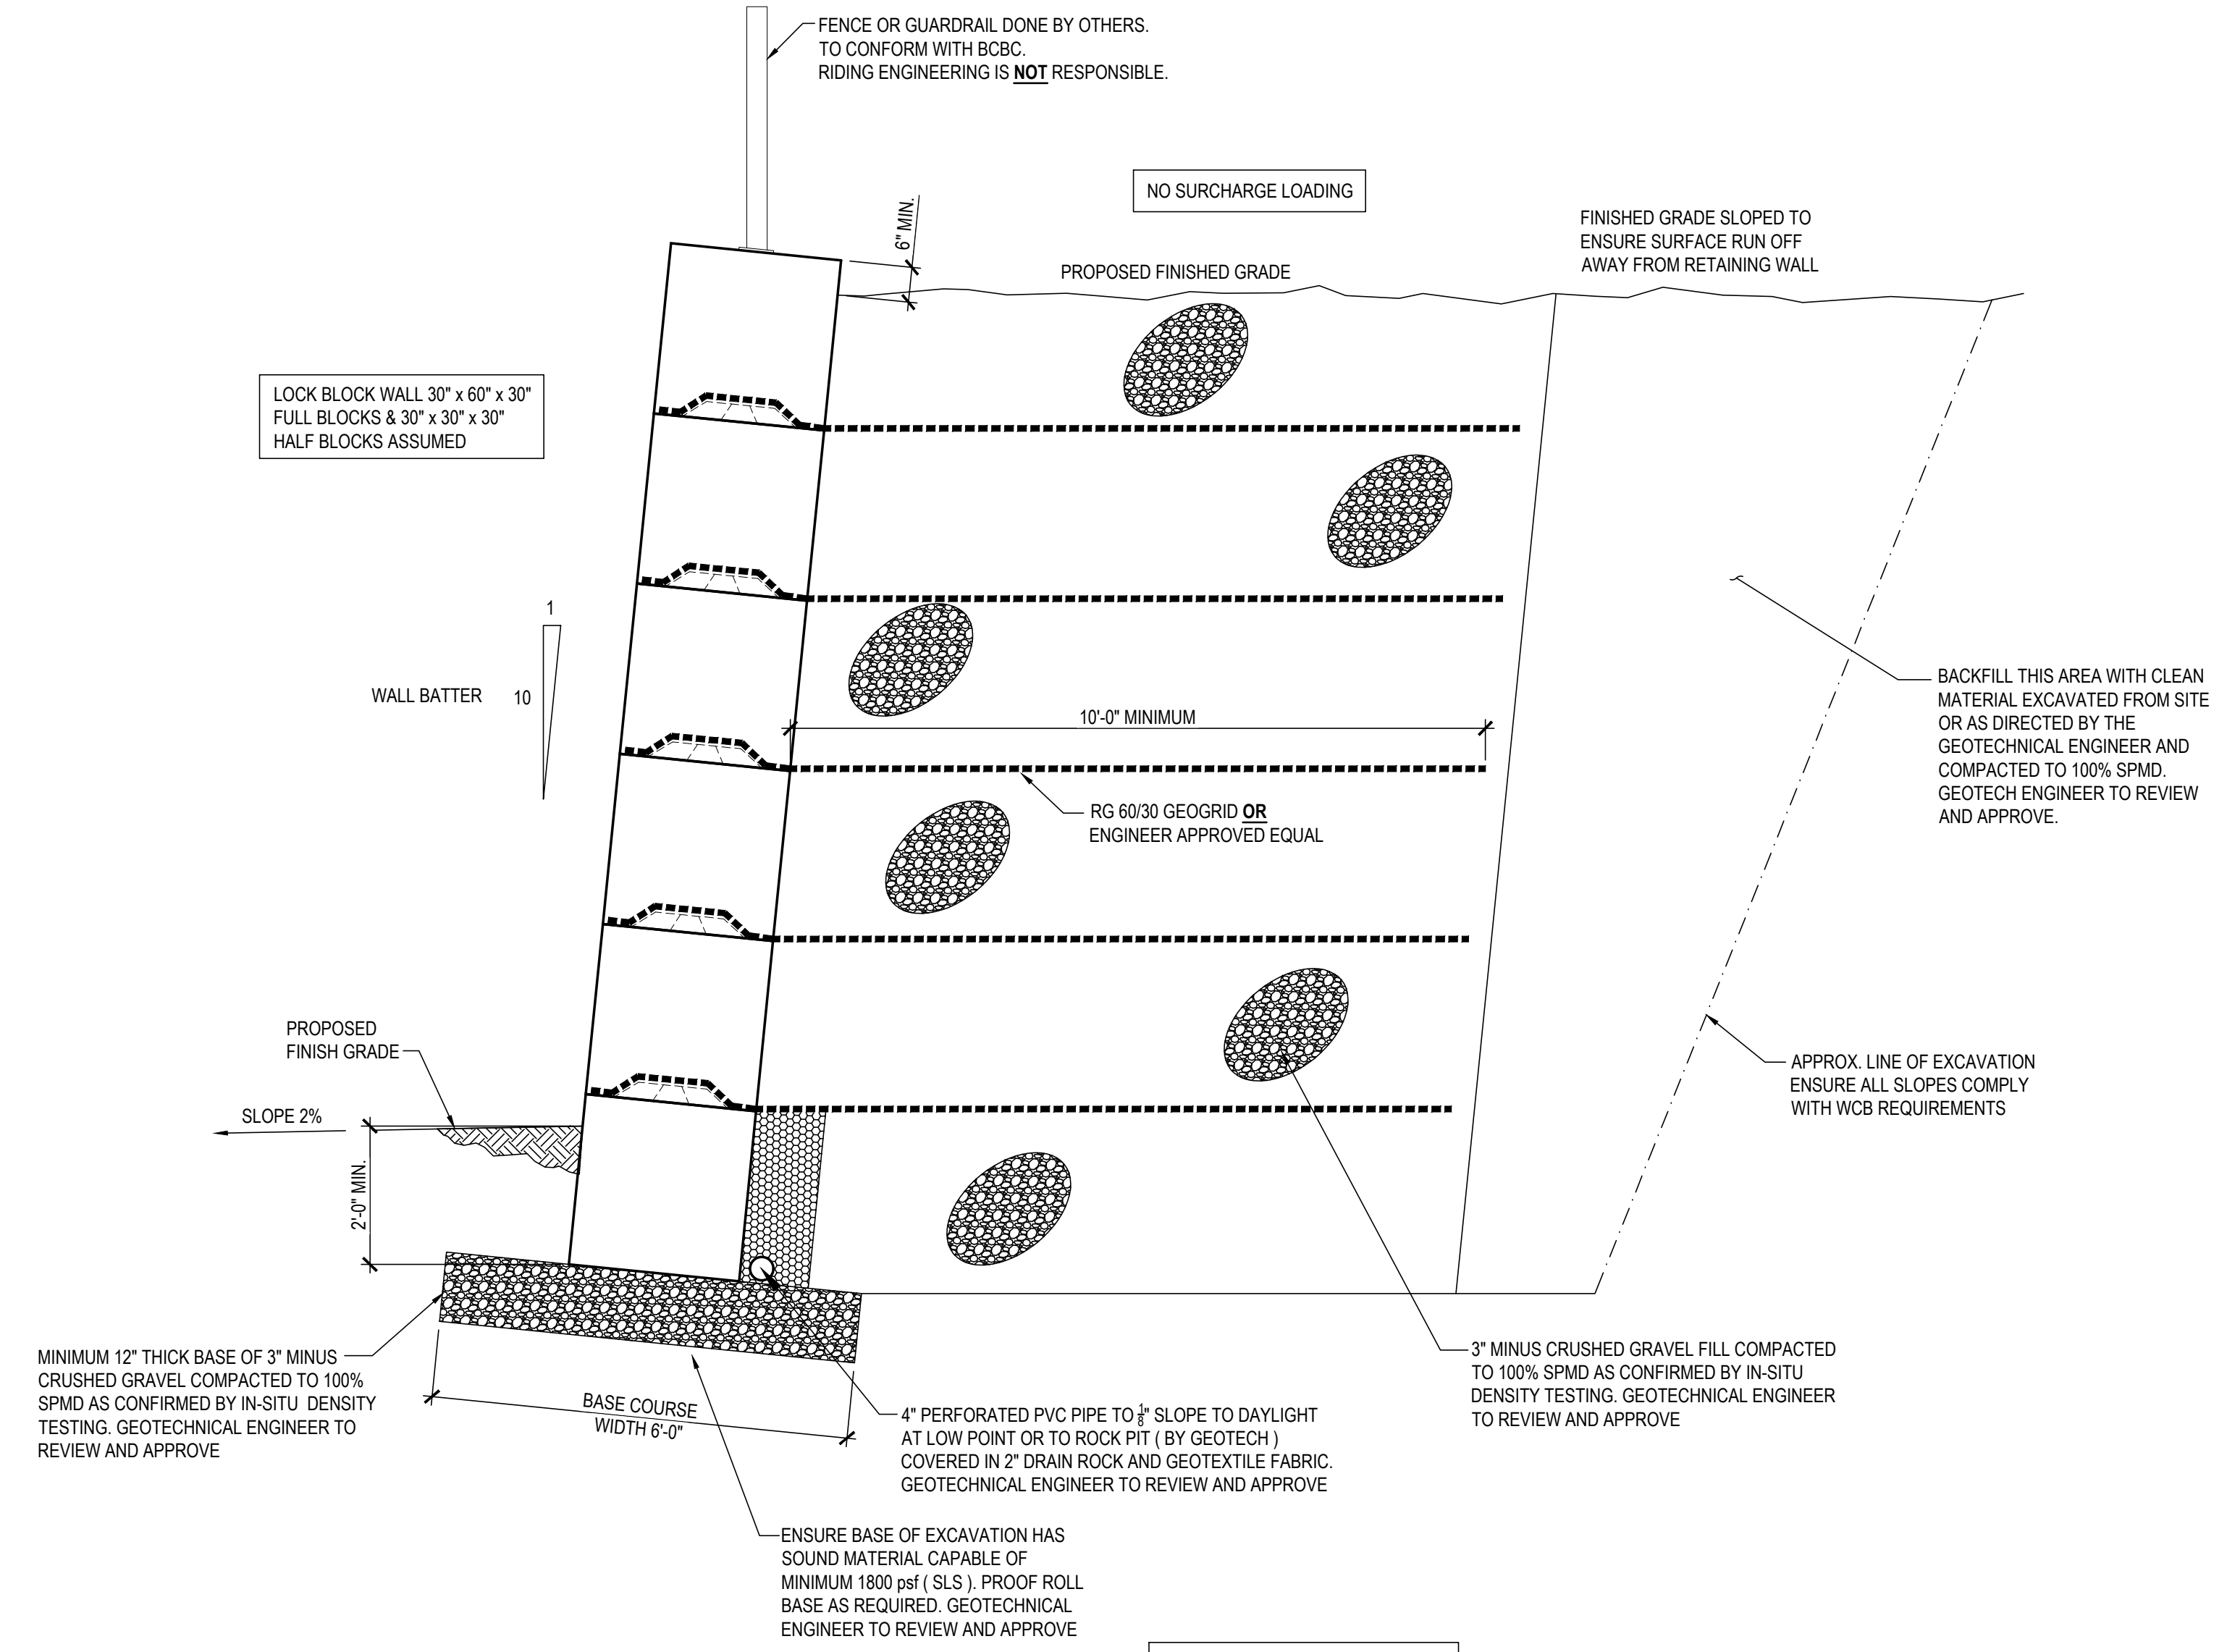 FENCE OR GUARDRAIL DONE BY OTHERS.
TO CONFORM WITH BCBC.
RIDING ENGINEERING IS NOT RESPONSIBLE.
NO SURCHARGE LOADING
6" MIN.
PROPOSED FINISHED GRADE
FINISHED GRADE SLOPED TO
ENSURE SURFACE RUN OFF
AWAY FROM RETAINING WALL
LOCK BLOCK WALL 30" x 60" x 30"
FULL BLOCKS & 30" x 30" x 30"
HALF BLOCKS ASSUMED
1
WALL BATTER
10
10'-0" MINIMUM
RG 60/30 GEOGRID OR
ENGINEER APPROVED EQUAL
BACKFILL THIS AREA WITH CLEAN
MATERIAL EXCAVATED FROM SITE
OR AS DIRECTED BY THE
GEOTECHNICAL ENGINEER AND
COMPACTED TO 100% SPMD.
GEOTECH ENGINEER TO REVIEW
AND APPROVE.
PROPOSED
FINISH GRADE
SLOPE 2%
2'-0" MIN.
APPROX. LINE OF EXCAVATION
ENSURE ALL SLOPES COMPLY
WITH WCB REQUIREMENTS
MINIMUM 12" THICK BASE OF 3" MINUS
CRUSHED GRAVEL COMPACTED TO 100%
SPMD AS CONFIRMED BY IN-SITU DENSITY
TESTING. GEOTECHNICAL ENGINEER TO
REVIEW AND APPROVE
BASE COURSE
WIDTH 6'-0"
4" PERFORATED PVC PIPE TO 1/8" SLOPE TO DAYLIGHT
AT LOW POINT OR TO ROCK PIT ( BY GEOTECH )
COVERED IN 2" DRAIN ROCK AND GEOTEXTILE FABRIC.
GEOTECHNICAL ENGINEER TO REVIEW AND APPROVE
3" MINUS CRUSHED GRAVEL FILL COMPACTED
TO 100% SPMD AS CONFIRMED BY IN-SITU
DENSITY TESTING. GEOTECHNICAL ENGINEER
TO REVIEW AND APPROVE
ENSURE BASE OF EXCAVATION HAS
SOUND MATERIAL CAPABLE OF
MINIMUM 1800 psf ( SLS ). PROOF ROLL
BASE AS REQUIRED. GEOTECHNICAL
ENGINEER TO REVIEW AND APPROVE